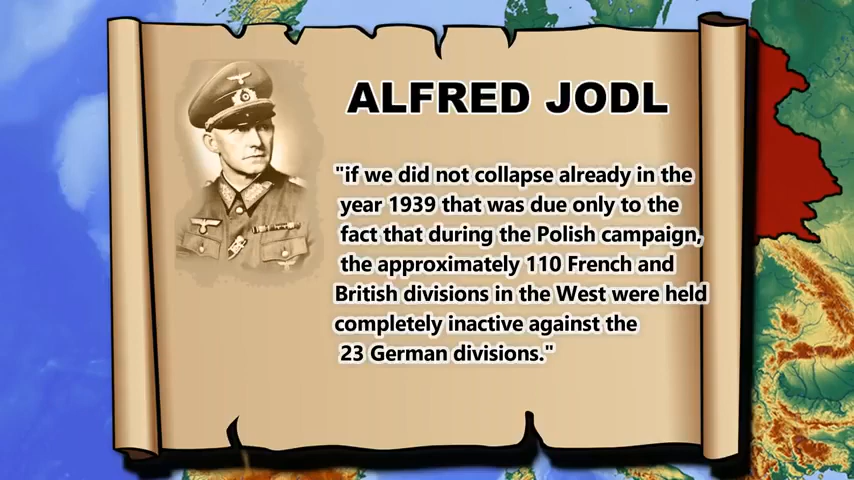 ALFRED JODL
"if we did not collapse already in the
year 1939 that was due only to the
fact that during the Polish campaign,
the approximately 110 French and
British divisions in the West were held
completely inactive against the
23 German divisions."